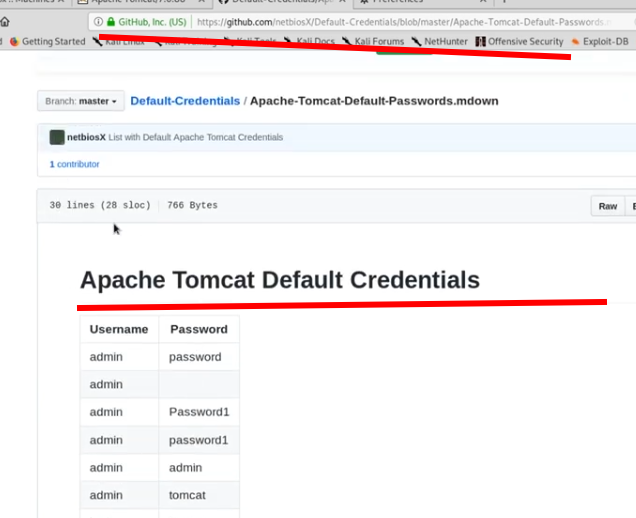 GitHub, Inc. (US) https://github.com/netbiosX/Default-Credentials/blob/master/Apache-Tomcat-Default-Passwords.
Getting Started Kali Linux Kali Tools Kali Docs Kali Forums NetHunter Offensive Security Exploit-DB
Branch: master Default-Credentials / Apache-Tomcat-Default-Passwords.mdown
netbiosX List with Default Apache Tomcat Credentials
1 contributor
30 lines (28 sloc) 766 Bytes Raw
Apache Tomcat Default Credentials
Username Password
admin password
admin
admin Password1
admin password1
admin admin
admin tomcat